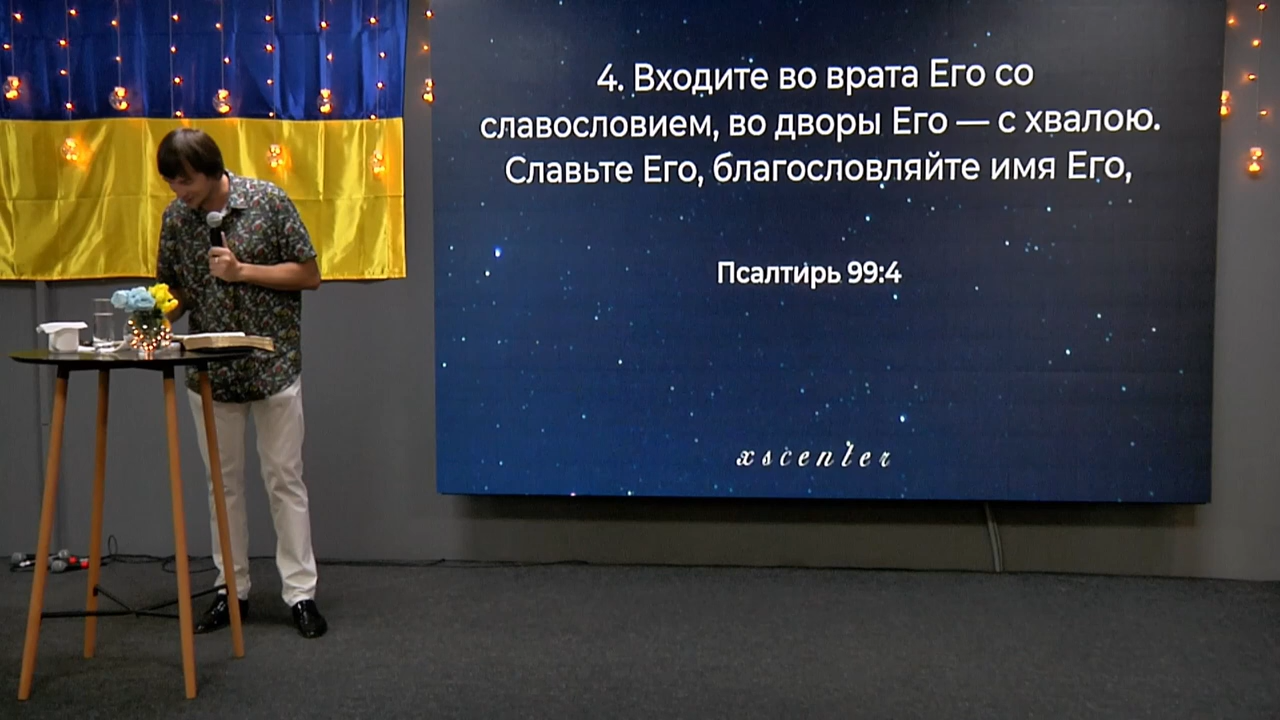 4. Входите во врата Его со
славословием, во дворы Его — с хвалою.
Славьте Его, благословляйте имя Его,
Псалтирь 99:4
xscenter